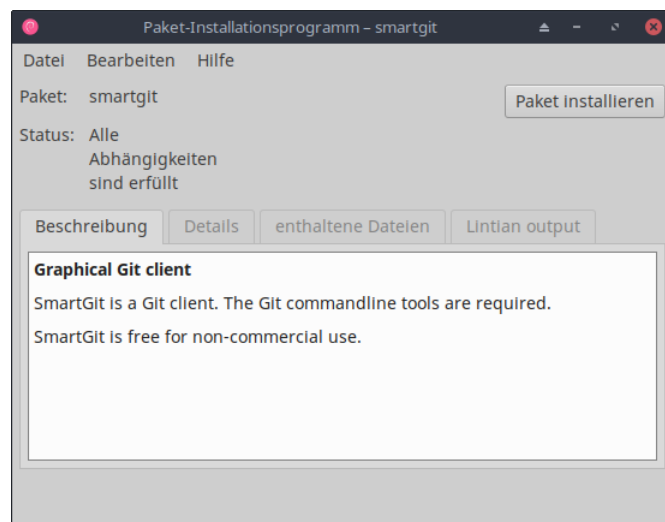 Paket-Installationsprogramm – smartgit
Datei Bearbeiten Hilfe
Paket: smartgit
Paket installieren
Status: Alle
Abhängigkeiten
sind erfüllt
Beschreibung Details enthaltene Dateien Lintian output
Graphical Git client
SmartGit is a Git client. The Git commandline tools are required.
SmartGit is free for non-commercial use.